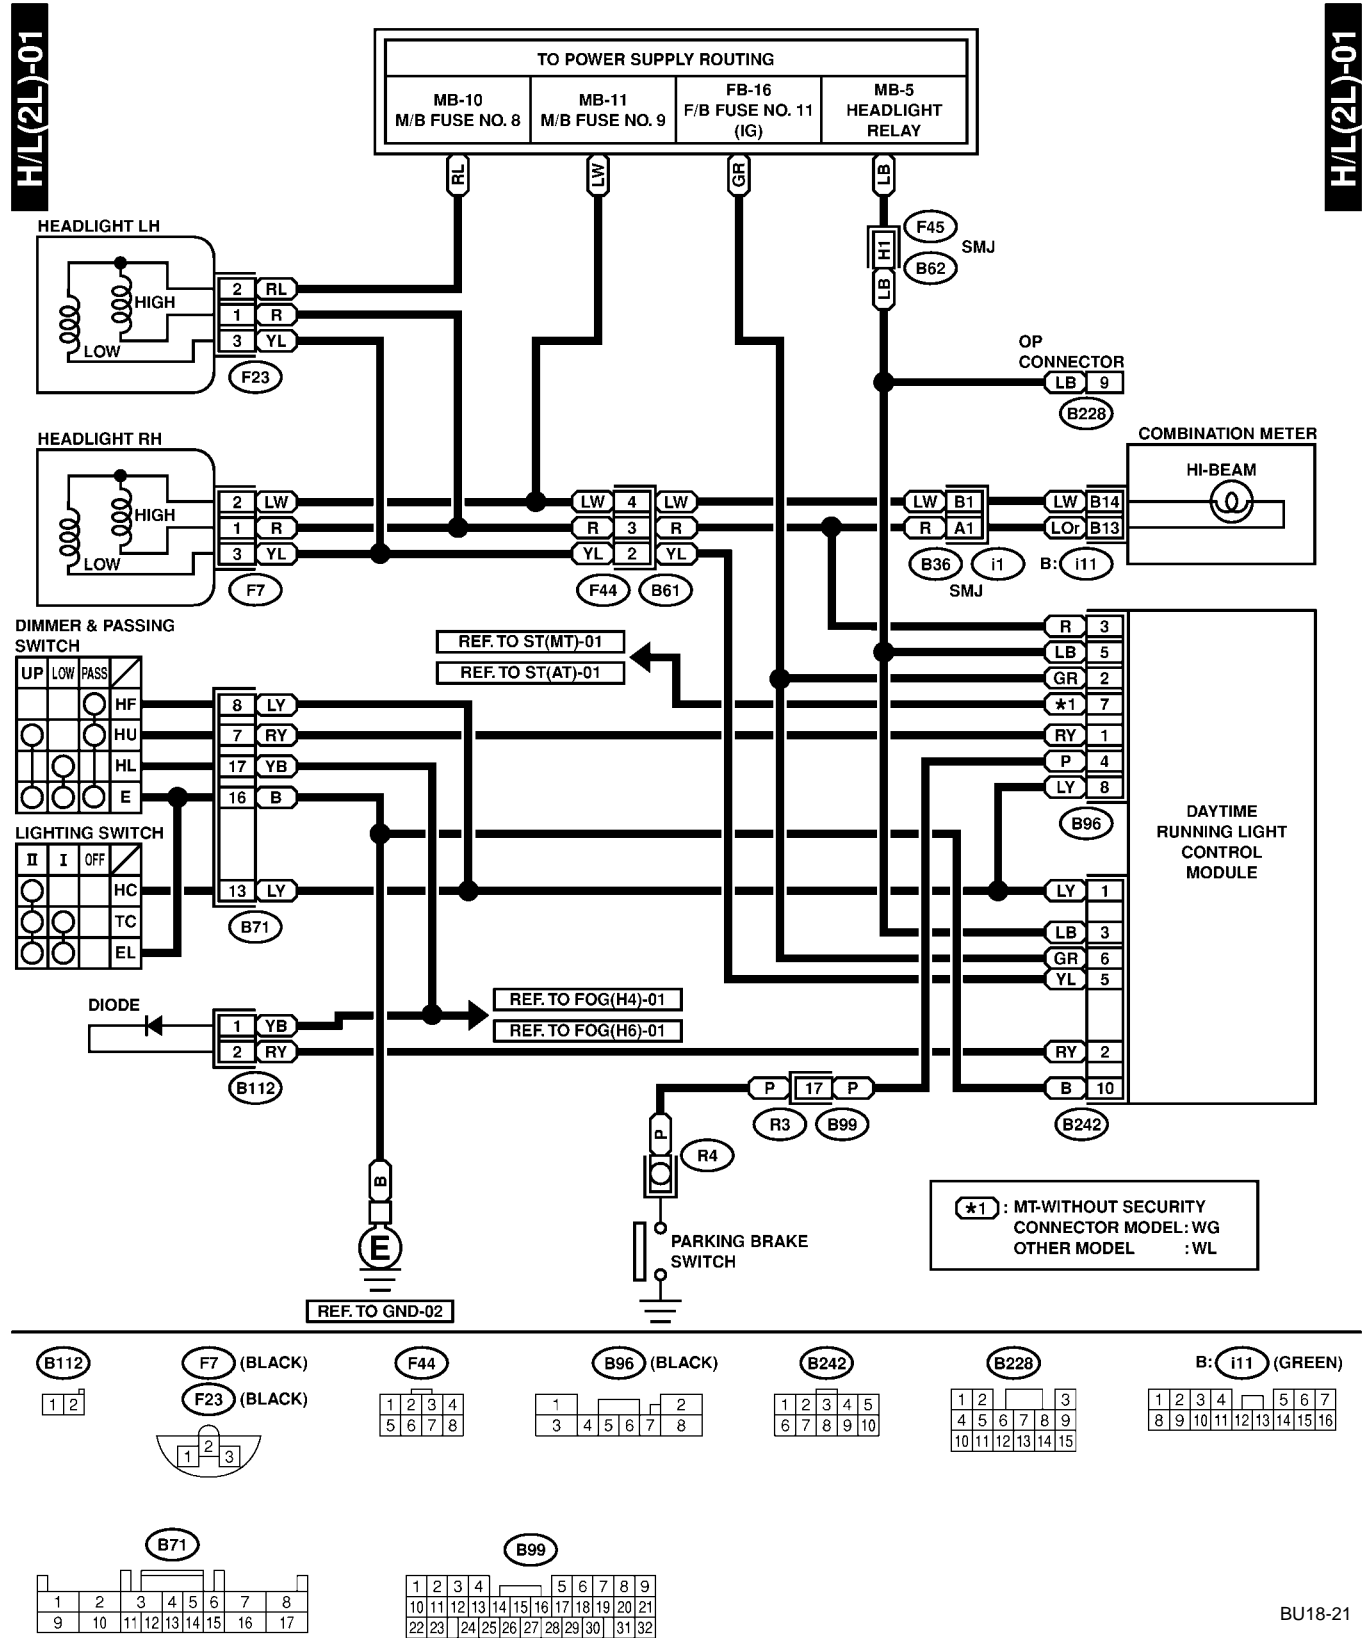 H/L(2L)-01
H/L(2L)-01
TO POWER SUPPLY ROUTING
MB-10
M/B FUSE NO. 8
MB-11
M/B FUSE NO. 9
FB-16
F/B FUSE NO. 11
(IG)
MB-5
HEADLIGHT
RELAY
RL
LW
GR
LB
H1
LB
F45
SMJ
B62
HEADLIGHT LH
HIGH
LOW
2 RL
1 R
3 YL
F23
OP
CONNECTOR
LB 9
B228
HEADLIGHT RH
HIGH
LOW
2 LW
1 R
3 YL
F7
LW 4 LW
R 3 R
YL 2 YL
F44 B61
LW B1
R A1
B36 i1
SMJ
LW B14
LOr B13
B: i11
COMBINATION METER
HI-BEAM
DIMMER & PASSING
SWITCH
UP LOW PASS
HF
HU
HL
E
8 LY
7 RY
17 YB
16 B
LIGHTING SWITCH
II I OFF
HC
TC
EL
13 LY
B71
REF. TO ST(MT)-01
REF. TO ST(AT)-01
R 3
LB 5
GR 2
*1 7
RY 1
P 4
LY 8
B96
DAYTIME
RUNNING LIGHT
CONTROL
MODULE
LY 1
LB 3
GR 6
YL 5
RY 2
B 10
B242
DIODE
1 YB
2 RY
B112
REF. TO FOG(H4)-01
REF. TO FOG(H6)-01
P 17 P
R3 B99
P
R4
PARKING BRAKE
SWITCH
B
E
REF. TO GND-02
*1 : MT-WITHOUT SECURITY
CONNECTOR MODEL: WG
OTHER MODEL : WL
B112
1 2
F7 (BLACK)
F23 (BLACK)
1 2 3
F44
1 2 3 4
5 6 7 8
B96 (BLACK)
1 2
3 4 5 6 7 8
B242
1 2 3 4 5
6 7 8 9 10
B228
1 2 3
4 5 6 7 8 9
10 11 12 13 14 15
B: i11 (GREEN)
1 2 3 4 5 6 7
8 9 10 11 12 13 14 15 16
B71
1 2 3 4 5 6 7 8
9 10 11 12 13 14 15 16 17
B99
1 2 3 4 5 6 7 8 9
10 11 12 13 14 15 16 17 18 19 20 21
22 23 24 25 26 27 28 29 30 31 32
BU18-21